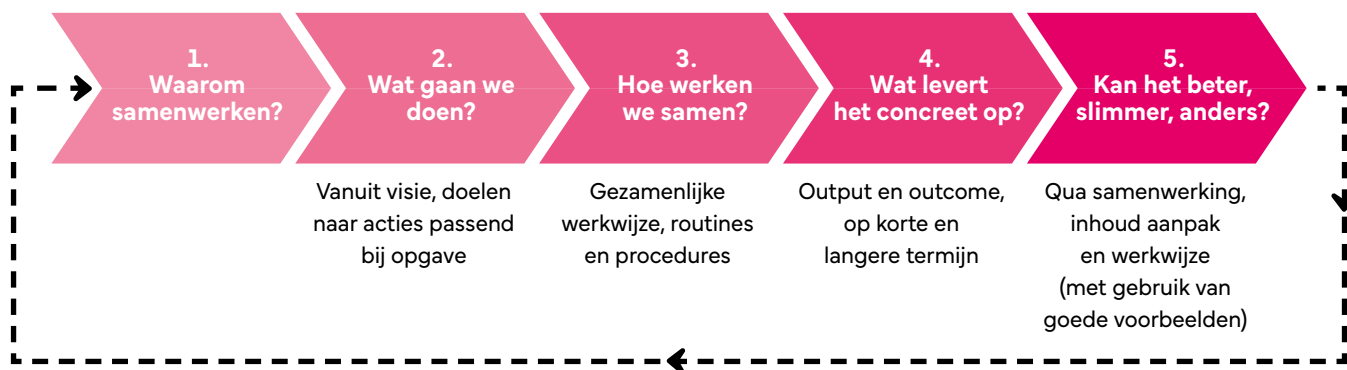 1.
Waarom
samenwerken?
2.
Wat gaan we
doen?
3.
Hoe werken
we samen?
4.
Wat levert
het concreet op?
5.
Kan het beter,
slimmer, anders?
Vanuit visie, doelen
naar acties passend
bij opgave
Gezamenlijke
werkwijze, routines
en procedures
Output en outcome,
op korte en
langere termijn
Qua samenwerking,
inhoud aanpak
en werkwijze
(met gebruik van
goede voorbeelden)